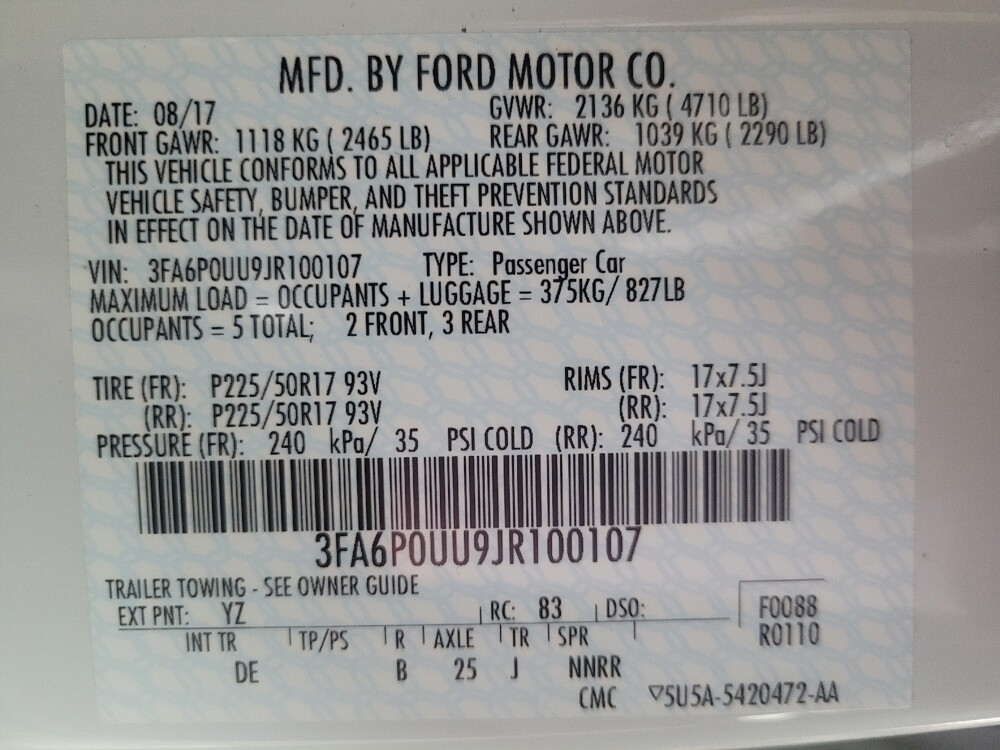 MFD. BY FORD MOTOR CO.
DATE: 08/17 GVWR: 2136 KG ( 4710 LB)
FRONT GAWR: 1118 KG ( 2465 LB) REAR GAWR: 1039 KG ( 2290 LB)
THIS VEHICLE CONFORMS TO ALL APPLICABLE FEDERAL MOTOR
VEHICLE SAFETY, BUMPER, AND THEFT PREVENTION STANDARDS
IN EFFECT ON THE DATE OF MANUFACTURE SHOWN ABOVE.
VIN: 3FA6P0UU9JR100107 TYPE: Passenger Car
MAXIMUM LOAD = OCCUPANTS + LUGGAGE = 375KG/ 827LB
OCCUPANTS = 5 TOTAL; 2 FRONT, 3 REAR
TIRE (FR): P225/50R17 93V RIMS (FR): 17x7.5J
(RR): P225/50R17 93V (RR): 17x7.5J
PRESSURE (FR): 240 kPa/ 35 PSI COLD (RR): 240 kPa/ 35 PSI COLD
3FA6P0UU9JR100107
TRAILER TOWING - SEE OWNER GUIDE
EXT PNT: YZ RC: 83 DSO: F0088
INT TR TP/PS R AXLE TR SPR R0110
DE B 25 J NNRR
CMC ▽5U5A-5420472-AA